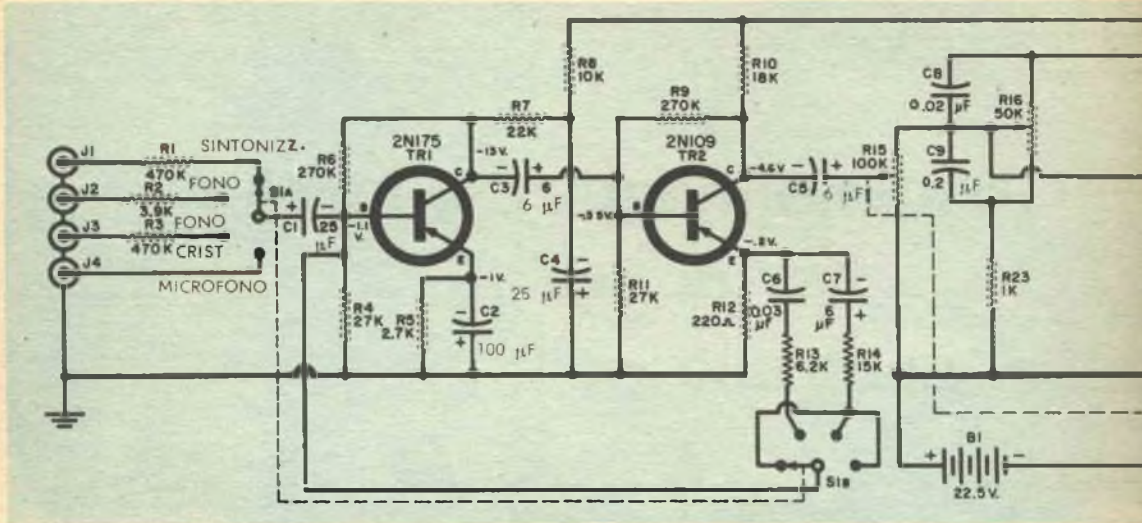 J1
R1
470K
SINTONIZZ.
J2
R2
3.9K
FONO
J3
R3
470K
FONO
CRIST
J4
MICROFONO
S1A
+
C1
25
µF
R6
270K
B
-1.1
V.
R4
27K
2N175
TR1
C
-13V.
E
-1V.
R5
2.7K
-
C2
+
100 µF
R7
22K
- +
C3
6
6 µF
R8
10K
C4
25
µF
-
+
R9
270K
2N109
TR2
R10
18K
C
B
E
-4.6V
-.8V.
R11
27K
R12
220Ω
C6
0.03
µF
R13
6.2K
C7
-
6
µF
+
R14
15K
S1B
- +
C5
6 µF
R15
100K
C8
0.02 µF
C9
0.2 µF
R16
50K
R23
1K
B1
+ -
22.5V.